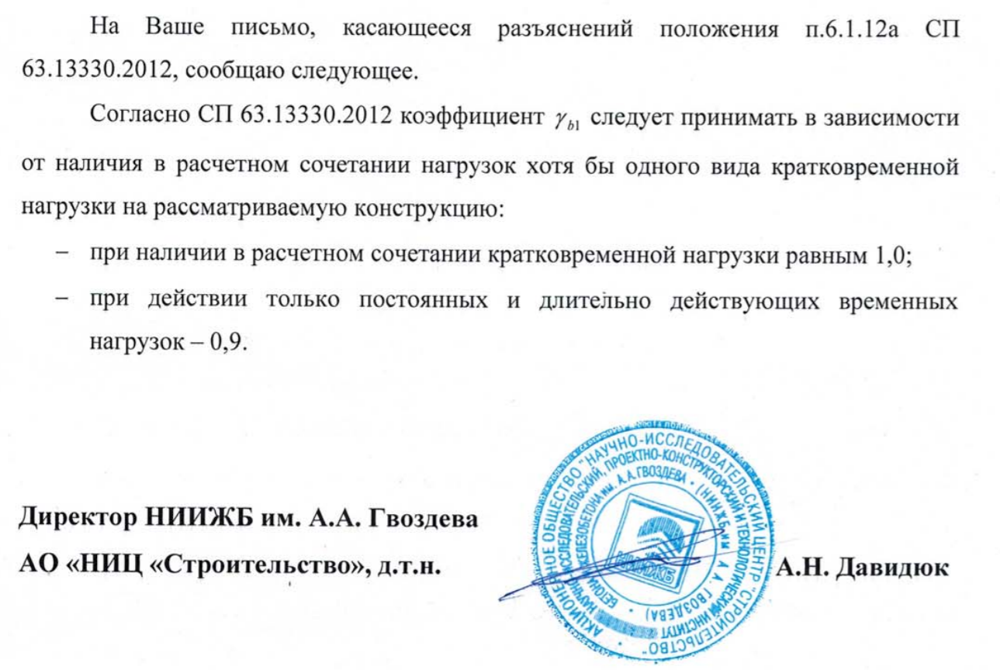 На Ваше письмо, касающееся разъяснений положения п.6.1.12а СП
63.13330.2012, сообщаю следующее.
Согласно СП 63.13330.2012 коэффициент γb1 следует принимать в зависимости
от наличия в расчетном сочетании нагрузок хотя бы одного вида кратковременной
нагрузки на рассматриваемую конструкцию:
– при наличии в расчетном сочетании кратковременной нагрузки равным 1,0;
– при действии только постоянных и длительно действующих временных
нагрузок – 0,9.
Директор НИИЖБ им. А.А. Гвоздева
АО «НИЦ «Строительство», д.т.н.
А.Н. Давидюк
АКЦИОНЕРНОЕ ОБЩЕСТВО "НАУЧНО-ИССЛЕДОВАТЕЛЬСКИЙ ЦЕНТР "СТРОИТЕЛЬСТВО"
НАУЧНО-ИССЛЕДОВАТЕЛЬСКИЙ, ПРОЕКТНО-КОНСТРУКТОРСКИЙ И ТЕХНОЛОГИЧЕСКИЙ ИНСТИТУТ
БЕТОНА И ЖЕЛЕЗОБЕТОНА им. А.А. ГВОЗДЕВА • (НИИЖБ им А.А. ГВОЗДЕВА)
НИИЖБ